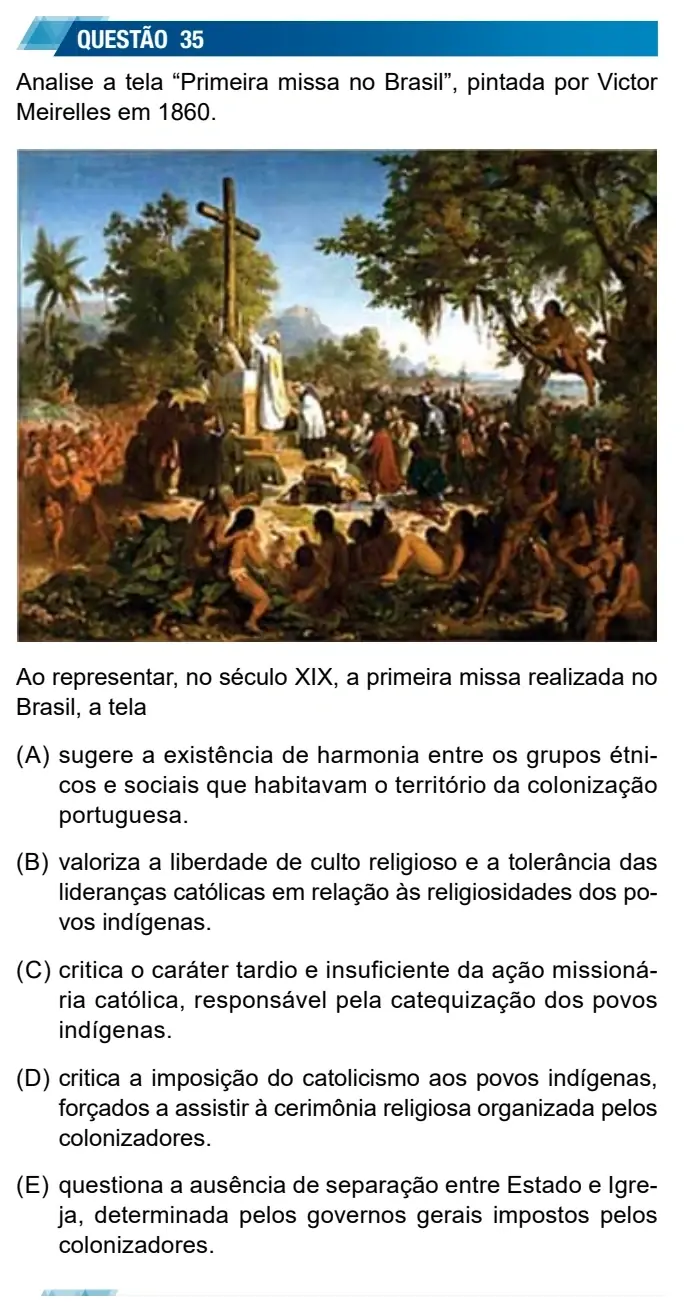 QUESTÃO 35
Analise a tela “Primeira missa no Brasil”, pintada por Victor
Meirelles em 1860.
Ao representar, no século XIX, a primeira missa realizada no
Brasil, a tela
(A) sugere a existência de harmonia entre os grupos étni-
cos e sociais que habitavam o território da colonização
portuguesa.
(B) valoriza a liberdade de culto religioso e a tolerância das
lideranças católicas em relação às religiosidades dos po-
vos indígenas.
(C) critica o caráter tardio e insuficiente da ação missioná-
ria católica, responsável pela catequização dos povos
indígenas.
(D) critica a imposição do catolicismo aos povos indígenas,
forçados a assistir à cerimônia religiosa organizada pelos
colonizadores.
(E) questiona a ausência de separação entre Estado e Igre-
ja, determinada pelos governos gerais impostos pelos
colonizadores.